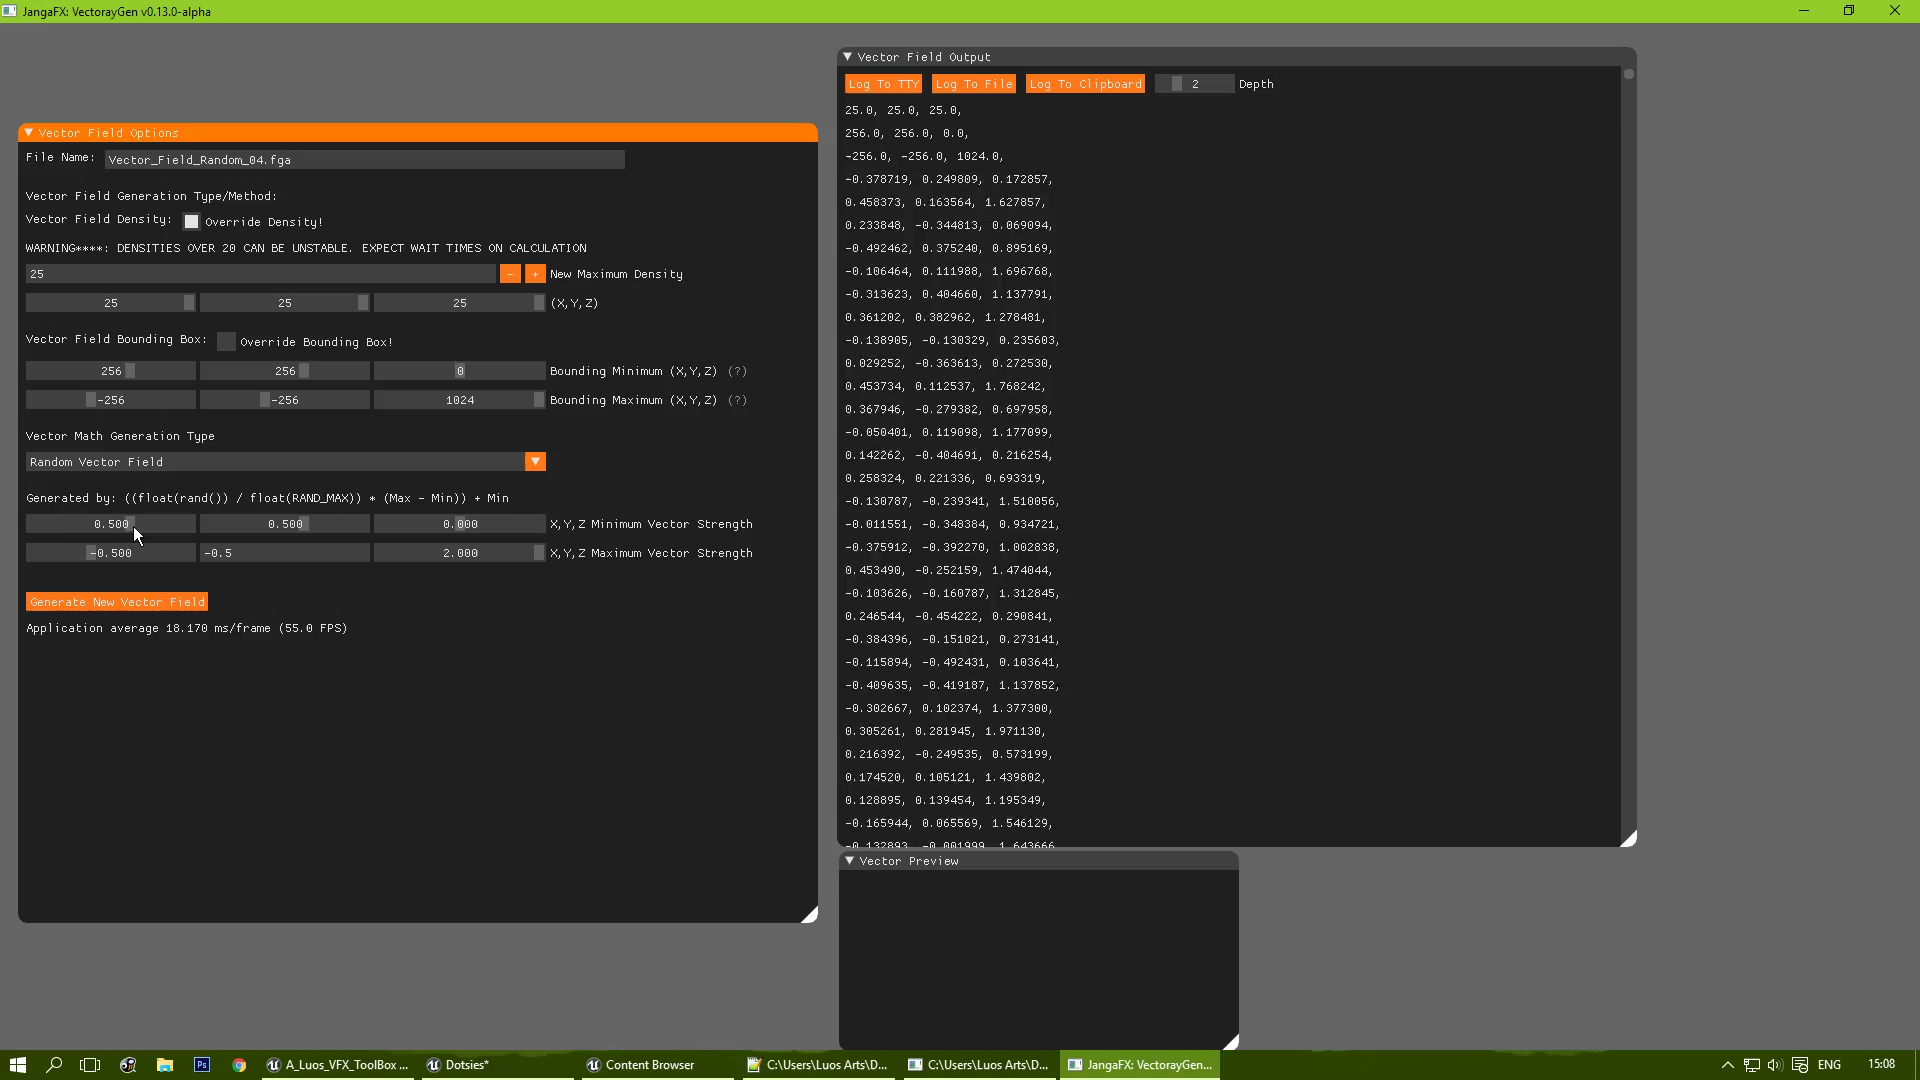 JangaFX: VectorayGen v0.13.0-alpha
Vector Field Options
File Name: Vector_Field_Random_04.fga
Vector Field Generation Type/Method:
Vector Field Density: Override Density!
WARNING****: DENSITIES OVER 20 CAN BE UNSTABLE. EXPECT WAIT TIMES ON CALCULATION
25 - + New Maximum Density
25 25 25 (X,Y,Z)
Vector Field Bounding Box: Override Bounding Box!
256 256 0 Bounding Minimum (X,Y,Z) (?)
-256 -256 1024 Bounding Maximum (X,Y,Z) (?)
Vector Math Generation Type
Random Vector Field
Generated by: ((float(rand()) / float(RAND_MAX)) * (Max - Min)) + Min
0.500 0.500 0.000 X,Y,Z Minimum Vector Strength
-0.500 -0.5 2.000 X,Y,Z Maximum Vector Strength
Generate New Vector Field
Application average 18.170 ms/frame (55.0 FPS)
Vector Field Output
Log To TTY Log To File Log To Clipboard 2 Depth
25.0, 25.0, 25.0,
256.0, 256.0, 0.0,
-256.0, -256.0, 1024.0,
-0.378719, 0.249809, 0.172857,
0.458373, 0.163564, 1.627857,
0.233848, -0.344813, 0.069094,
-0.492462, 0.375240, 0.895169,
-0.106464, 0.111988, 1.696768,
-0.313623, 0.404660, 1.137791,
0.361202, 0.382962, 1.278481,
-0.138905, -0.130329, 0.235603,
0.029252, -0.363613, 0.272530,
0.453734, 0.112537, 1.768242,
0.367946, -0.279382, 0.697958,
-0.050401, 0.119098, 1.177099,
0.142262, -0.404691, 0.216254,
0.258324, 0.221336, 0.693319,
-0.130787, -0.239341, 1.510056,
-0.011551, -0.348384, 0.934721,
-0.375912, -0.392270, 1.002838,
0.453490, -0.252159, 1.474044,
-0.103626, -0.160787, 1.312845,
0.246544, -0.454222, 0.290841,
-0.384396, -0.151021, 0.273141,
-0.115894, -0.492431, 0.103641,
-0.409635, -0.419187, 1.137852,
-0.302667, 0.102374, 1.377300,
0.305261, 0.281945, 1.971130,
0.216392, -0.249535, 0.573199,
0.174520, 0.105121, 1.439802,
0.128895, 0.139454, 1.195349,
-0.165944, 0.065569, 1.546129,
-0.132893, -0.001999, 1.643666,
Vector Preview
A_Luos_VFX_ToolBox ... Dotsies* Content Browser C:\Users\Luos Arts\D... C:\Users\Luos Arts\D... JangaFX: VectorayGen... ENG 15:08